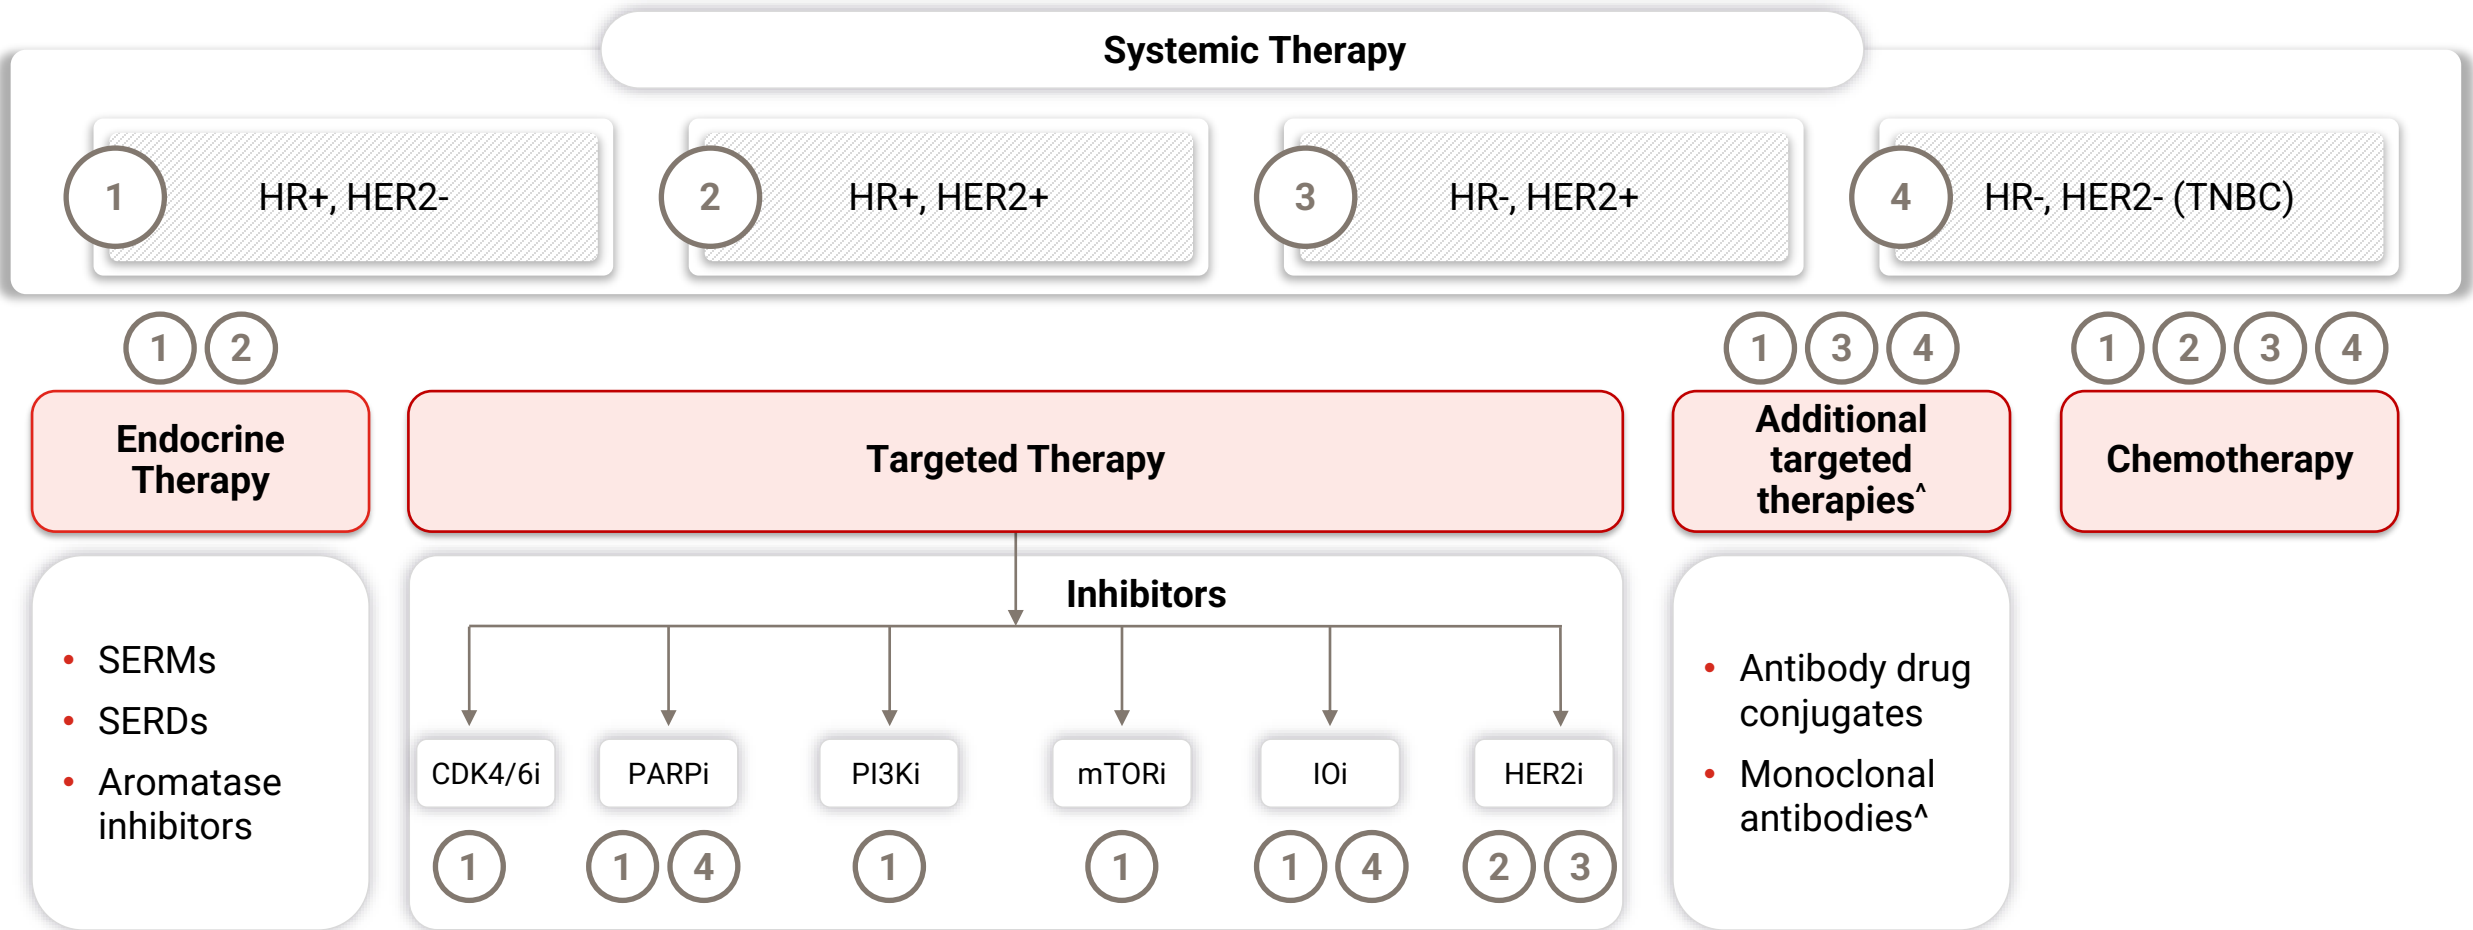 Systemic Therapy
1
HR+, HER2-
2
HR+, HER2+
3
HR-, HER2+
4
HR-, HER2- (TNBC)
1 2
1 3 4
1 2 3 4
Endocrine
Therapy
Targeted Therapy
Additional
targeted
therapies^
Chemotherapy
• SERMs
• SERDs
• Aromatase
inhibitors
Inhibitors
CDK4/6i
PARPi
PI3Ki
mTORi
IOi
HER2i
1
1 4
1
1
1 4
2 3
• Antibody drug
conjugates
• Monoclonal
antibodies^